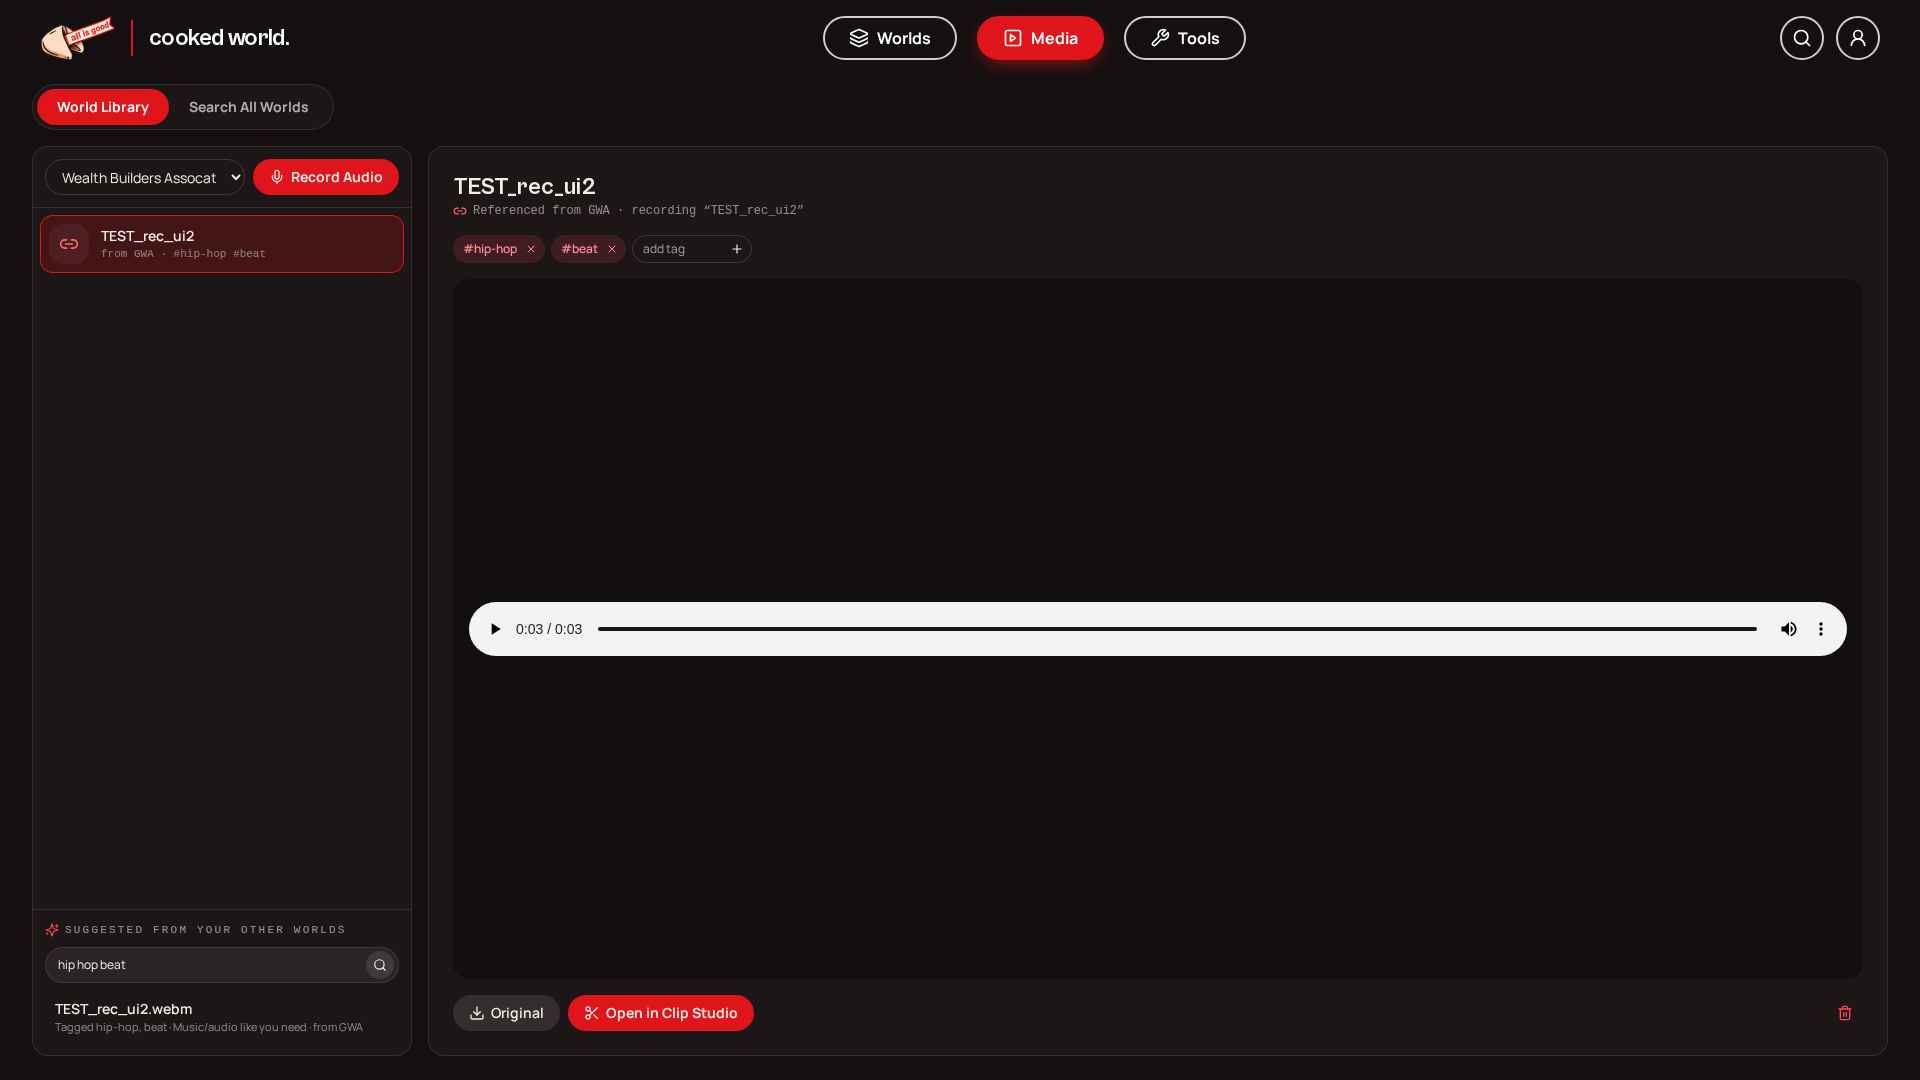 all is good
cooked world.
Worlds
Media
Tools
World Library
Search All Worlds
Wealth Builders Assocat
Record Audio
TEST_rec_ui2
from GWA · #hip-hop #beat
SUGGESTED FROM YOUR OTHER WORLDS
hip hop beat
TEST_rec_ui2.webm
Tagged hip-hop, beat · Music/audio like you need · from GWA
TEST_rec_ui2
Referenced from GWA · recording “TEST_rec_ui2”
#hip-hop ×
#beat ×
add tag +
0:03 / 0:03
Original
Open in Clip Studio